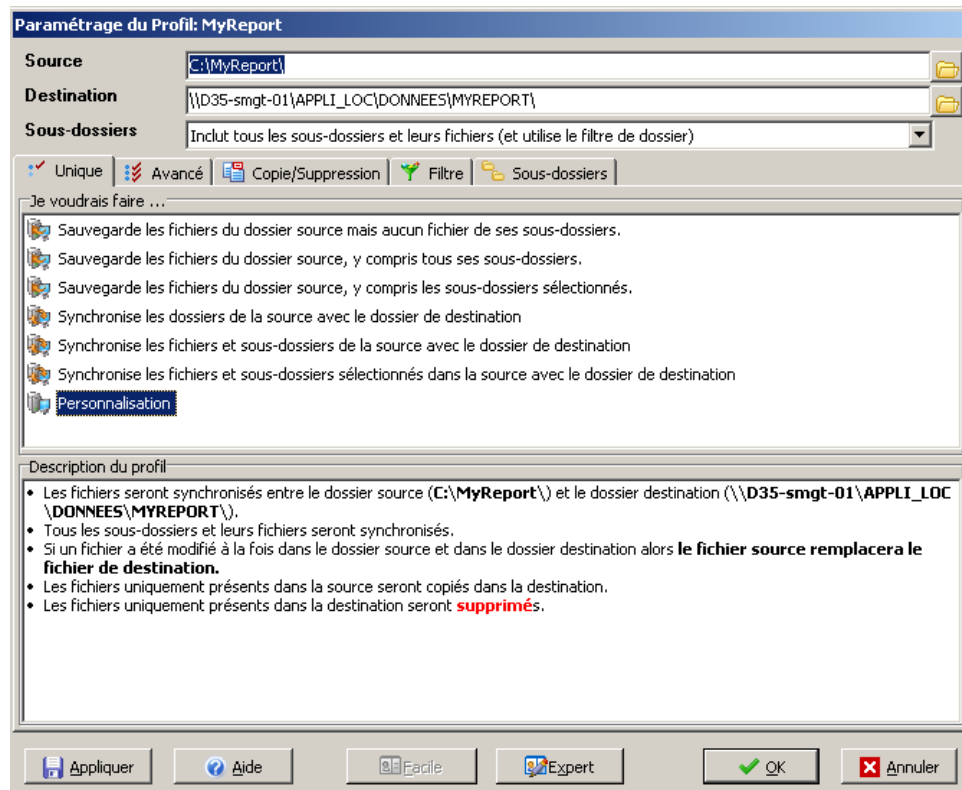 Paramétrage du Profil: MyReport
Source C:\MyReport\
Destination \\D35-smgt-01\APPLI_LOC\DONNEES\MYREPORT\
Sous-dossiers Inclut tous les sous-dossiers et leurs fichiers (et utilise le filtre de dossier)
Unique Avancé Copie/Suppression Filtre Sous-dossiers
Je voudrais faire ...
Sauvegarde les fichiers du dossier source mais aucun fichier de ses sous-dossiers.
Sauvegarde les fichiers du dossier source, y compris tous ses sous-dossiers.
Sauvegarde les fichiers du dossier source, y compris les sous-dossiers sélectionnés.
Synchronise les dossiers de la source avec le dossier de destination
Synchronise les fichiers et sous-dossiers de la source avec le dossier de destination
Synchronise les fichiers et sous-dossiers sélectionnés dans la source avec le dossier de destination
Personnalisation
Description du profil
• Les fichiers seront synchronisés entre le dossier source (C:\MyReport\) et le dossier destination (\\D35-smgt-01\APPLI_LOC
\DONNEES\MYREPORT\).
• Tous les sous-dossiers et leurs fichiers seront synchronisés.
• Si un fichier a été modifié à la fois dans le dossier source et dans le dossier destination alors le fichier source remplacera le
fichier de destination.
• Les fichiers uniquement présents dans la source seront copiés dans la destination.
• Les fichiers uniquement présents dans la destination seront supprimés.
Appliquer Aide Facile Expert OK Annuler